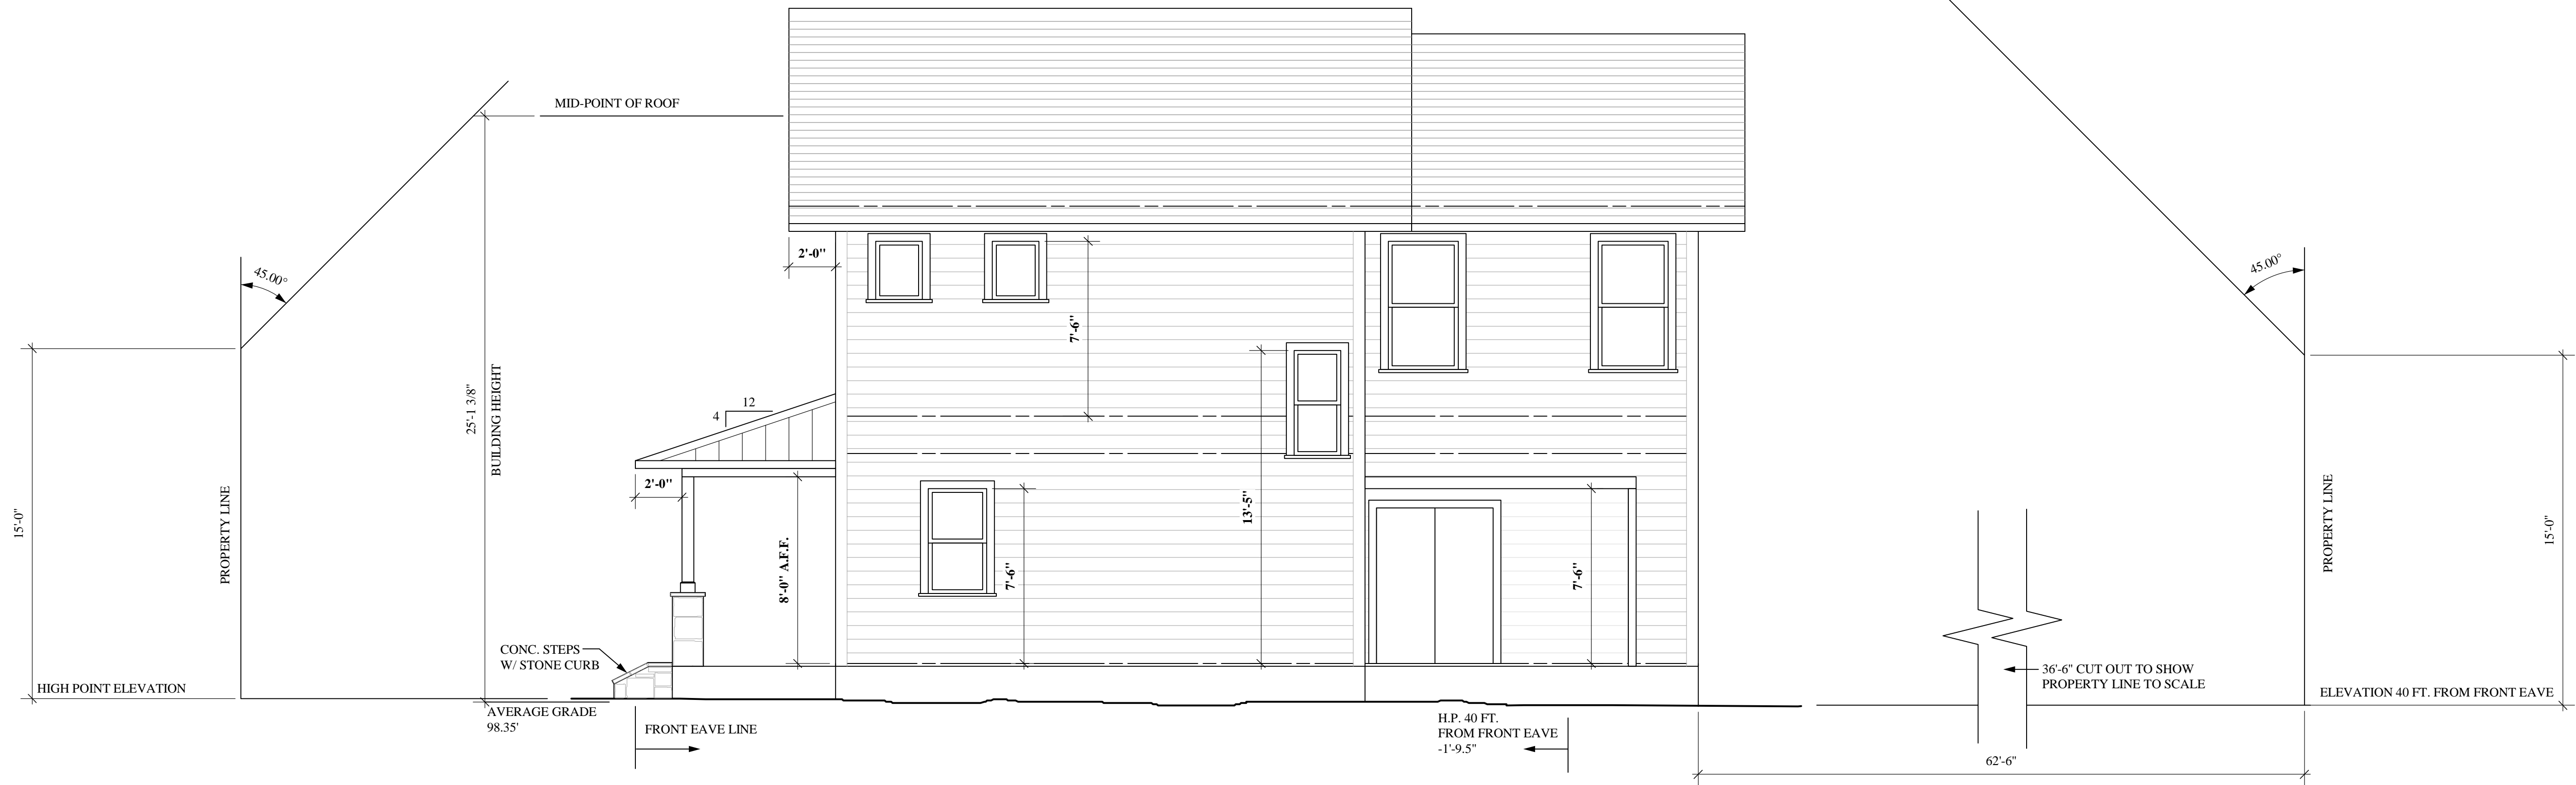 MID-POINT OF ROOF
45.00°
2'-0"
45.00°
7'-6"
25'-1 3/8"
BUILDING HEIGHT
12
4
2'-0"
15'-0"
PROPERTY LINE
8'-0" A.F.F.
7'-6"
13'-5"
7'-6"
PROPERTY LINE
15'-0"
CONC. STEPS
W/ STONE CURB
36'-6" CUT OUT TO SHOW
PROPERTY LINE TO SCALE
HIGH POINT ELEVATION
ELEVATION 40 FT. FROM FRONT EAVE
AVERAGE GRADE
98.35'
FRONT EAVE LINE
H.P. 40 FT.
FROM FRONT EAVE
-1'-9.5"
62'-6"